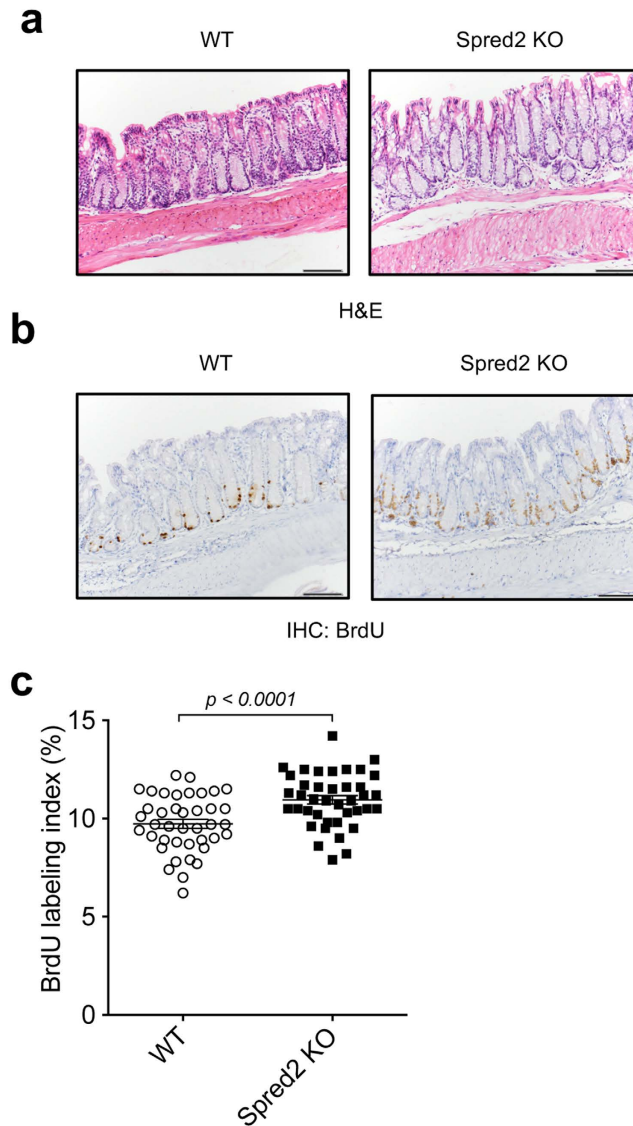 a
WT
Spred2 KO
H&E
b
WT
Spred2 KO
IHC: BrdU
c
p < 0.0001
BrdU labeling index (%)
15
10
5
0
WT
Spred2 KO